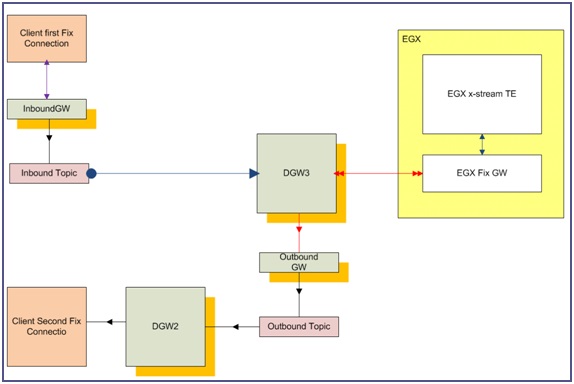 Client first Fix
Connection
EGX
EGX x-stream TE
InboundGW
Inbound Topic
DGW3
EGX Fix GW
Outbound
GW
Client Second Fix
Connectio
DGW2
Outbound Topic